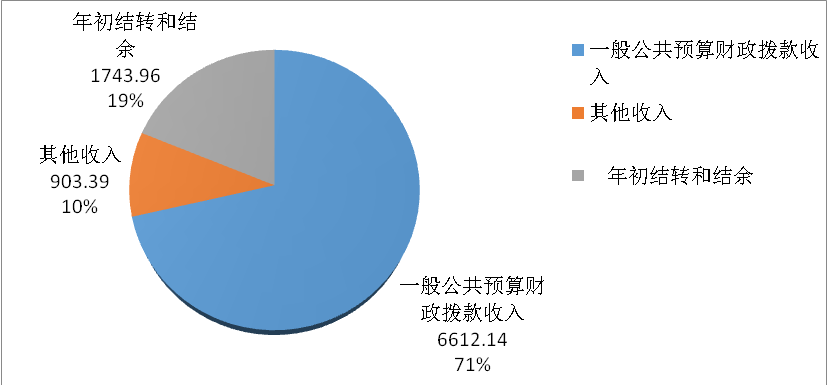 年初结转和结
余
1743.96
19%
其他收入
903.39
10%
一般公共预算财
政拨款收入
6612.14
71%
一般公共预算财政拨款收
入
其他收入
年初结转和结余